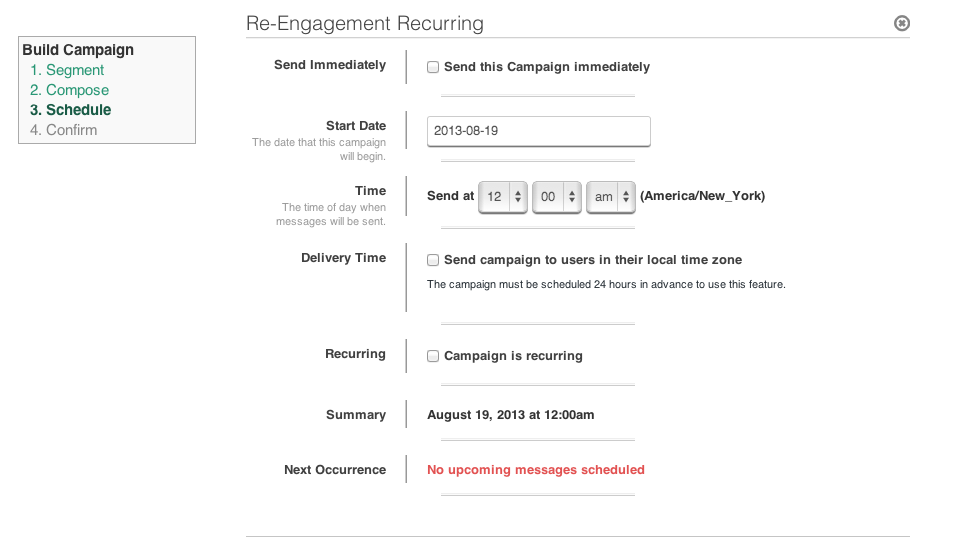 Re-Engagement Recurring
Build Campaign
1. Segment
2. Compose
3. Schedule
4. Confirm
Send Immediately
Send this Campaign immediately
Start Date
The date that this campaign
will begin.
2013-08-19
Time
The time of day when
messages will be sent.
Send at 12 00 am (America/New_York)
Delivery Time
Send campaign to users in their local time zone
The campaign must be scheduled 24 hours in advance to use this feature.
Recurring
Campaign is recurring
Summary
August 19, 2013 at 12:00am
Next Occurrence
No upcoming messages scheduled